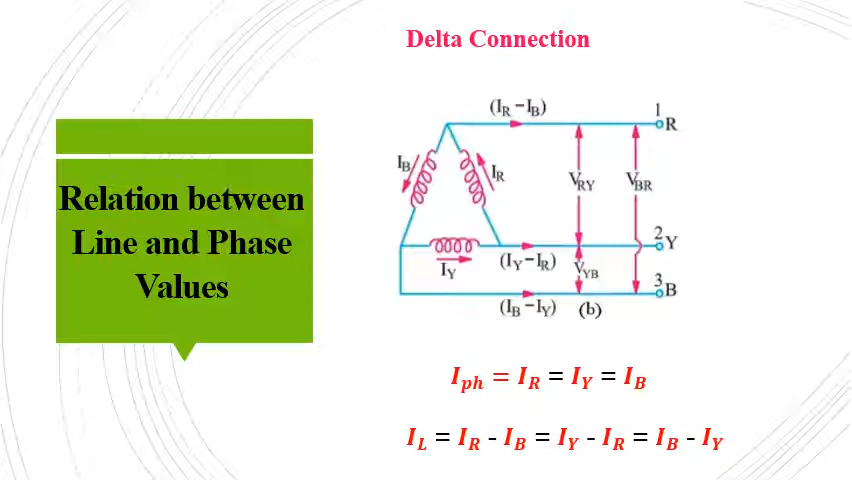 Delta Connection
Relation between
Line and Phase
Values
(I_R – I_B)
1
R
I_B
I_R
V_RY
V_BR
2
Y
I_Y
(I_Y – I_R)
V_YB
3
B
(I_B – I_Y)
(b)
I_ph = I_R = I_Y = I_B
I_L = I_R - I_B = I_Y - I_R = I_B - I_Y